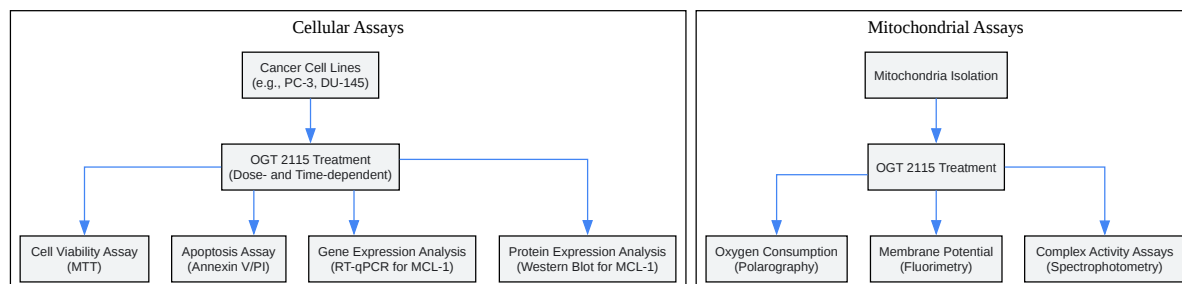 Cellular Assays
Cancer Cell Lines
(e.g., PC-3, DU-145)
OGT 2115 Treatment
(Dose- and Time-dependent)
Cell Viability Assay
(MTT)
Apoptosis Assay
(Annexin V/PI)
Gene Expression Analysis
(RT-qPCR for MCL-1)
Protein Expression Analysis
(Western Blot for MCL-1)
Mitochondrial Assays
Mitochondria Isolation
OGT 2115 Treatment
Oxygen Consumption
(Polarography)
Membrane Potential
(Fluorimetry)
Complex Activity Assays
(Spectrophotometry)